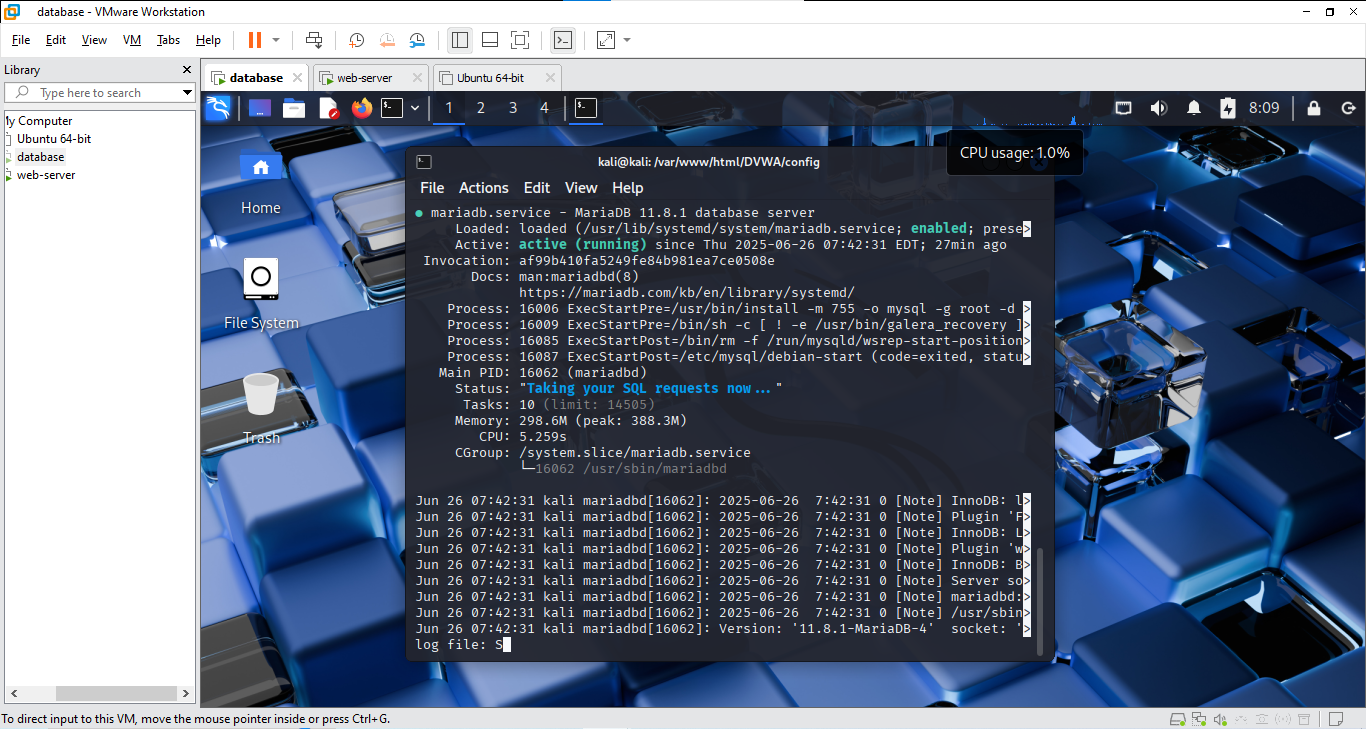 database - VMware Workstation
File Edit View VM Tabs Help
Library
Type here to search
database
web-server
Ubuntu 64-bit
ly Computer
Ubuntu 64-bit
database
web-server
1 2 3 4
8:09
CPU usage: 1.0%
Home
File System
Trash
kali@kali: /var/www/html/DVWA/config
File Actions Edit View Help
● mariadb.service - MariaDB 11.8.1 database server
Loaded: loaded (/usr/lib/systemd/system/mariadb.service; enabled; prese>
Active: active (running) since Thu 2025-06-26 07:42:31 EDT; 27min ago
Invocation: af99b410fa5249fe84b981ea7ce0508e
Docs: man:mariadbd(8)
https://mariadb.com/kb/en/library/systemd/
Process: 16006 ExecStartPre=/usr/bin/install -m 755 -o mysql -g root -d >
Process: 16009 ExecStartPre=/bin/sh -c [ ! -e /usr/bin/galera_recovery ]>
Process: 16085 ExecStartPost=/bin/rm -f /run/mysqld/wsrep-start-position>
Process: 16087 ExecStartPost=/etc/mysql/debian-start (code=exited, statu>
Main PID: 16062 (mariadbd)
Status: "Taking your SQL requests now..."
Tasks: 10 (limit: 14505)
Memory: 298.6M (peak: 388.3M)
CPU: 5.259s
CGroup: /system.slice/mariadb.service
└─16062 /usr/sbin/mariadbd
Jun 26 07:42:31 kali mariadbd[16062]: 2025-06-26  7:42:31 0 [Note] InnoDB: l>
Jun 26 07:42:31 kali mariadbd[16062]: 2025-06-26  7:42:31 0 [Note] Plugin 'F>
Jun 26 07:42:31 kali mariadbd[16062]: 2025-06-26  7:42:31 0 [Note] InnoDB: L>
Jun 26 07:42:31 kali mariadbd[16062]: 2025-06-26  7:42:31 0 [Note] Plugin 'w>
Jun 26 07:42:31 kali mariadbd[16062]: 2025-06-26  7:42:31 0 [Note] InnoDB: B>
Jun 26 07:42:31 kali mariadbd[16062]: 2025-06-26  7:42:31 0 [Note] Server so>
Jun 26 07:42:31 kali mariadbd[16062]: 2025-06-26  7:42:31 0 [Note] mariadbd:>
Jun 26 07:42:31 kali mariadbd[16062]: 2025-06-26  7:42:31 0 [Note] /usr/sbin>
Jun 26 07:42:31 kali mariadbd[16062]: Version: '11.8.1-MariaDB-4'  socket: '>
log file: S
To direct input to this VM, move the mouse pointer inside or press Ctrl+G.